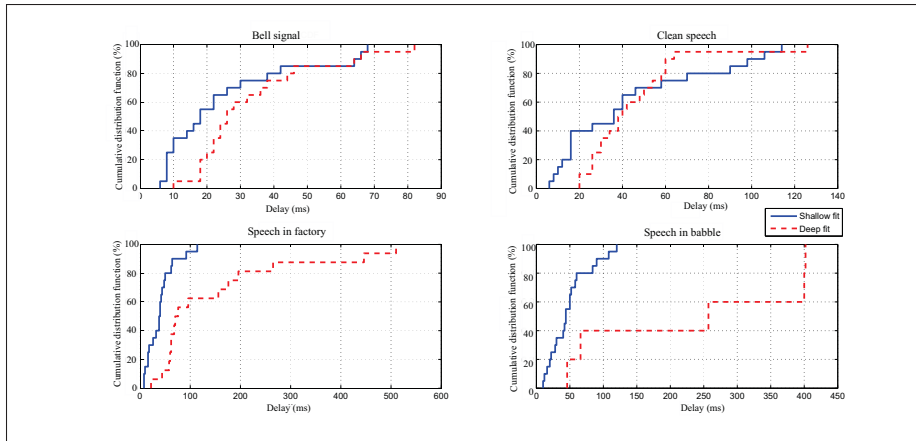 Bell signal
Cumulative distribution function (%)
100
80
60
40
20
0
0 10 20 30 40 50 60 70 80 90
Delay (ms)
Clean speech
Cumulative distribution function (%)
100
80
60
40
20
0
0 20 40 60 80 100 120 140
Delay (ms)
Shallow fit
Deep fit
Speech in factory
Cumulative distribution function (%)
100
80
60
40
20
0
0 100 200 300 400 500 600
Delay (ms)
Speech in babble
Cumulative distribution function (%)
100
80
60
40
20
0
0 50 100 150 200 250 300 350 400 450
Delay (ms)